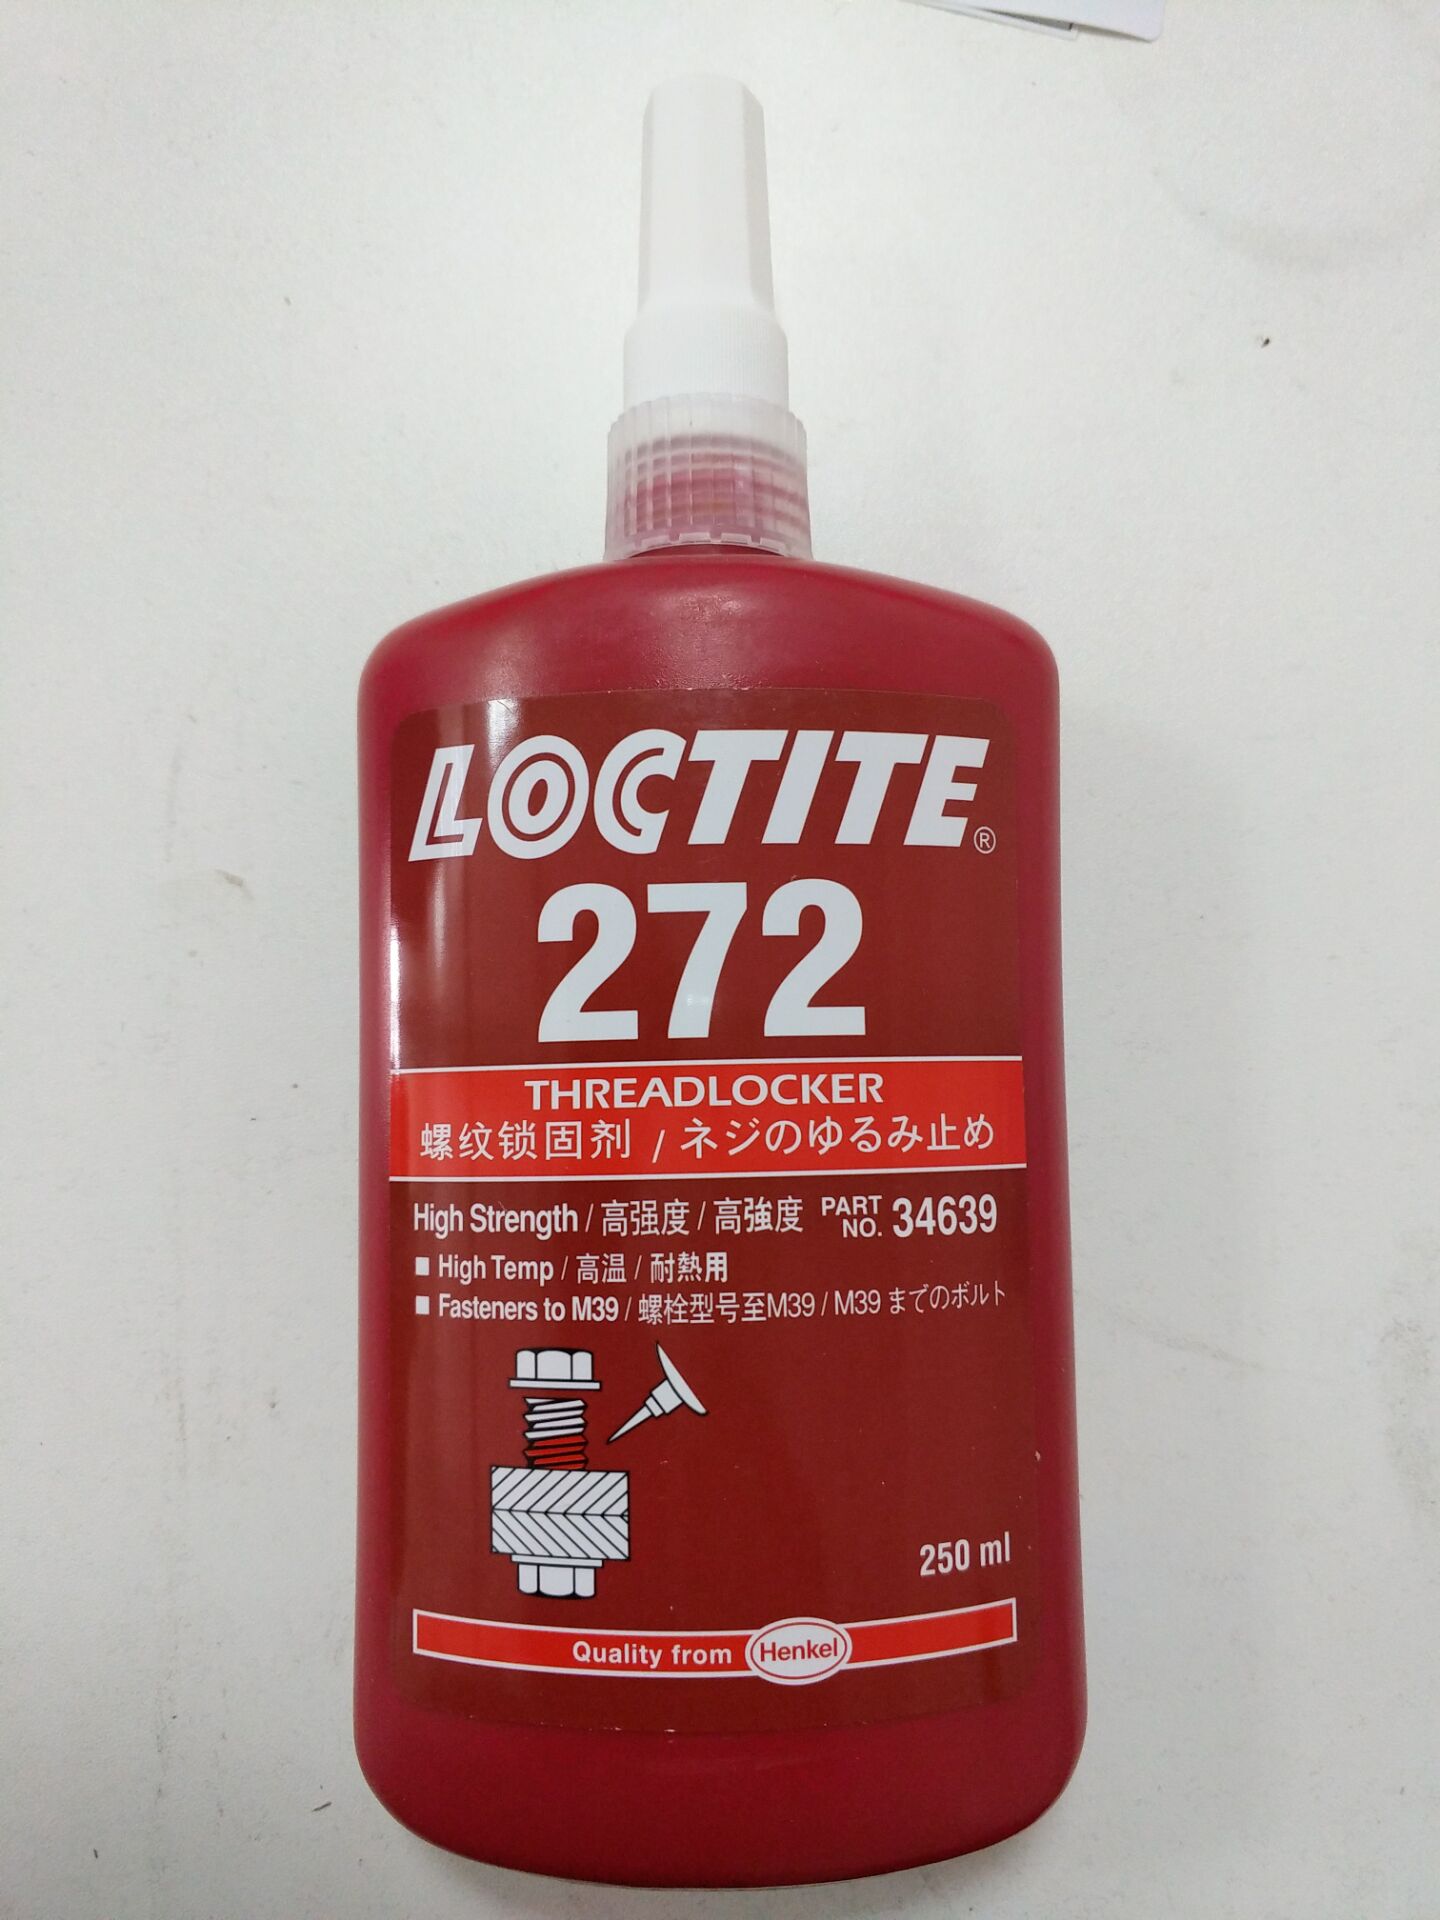 LOCTITE®
272
THREADLOCKER
螺纹锁固剂 / ネジのゆるみ止め
High Strength / 高强度 / 高強度 PART NO. 34639
■ High Temp / 高温 / 耐熱用
■ Fasteners to M39 / 螺栓型号至M39 / M39 までのボルト
250 ml
Quality from Henkel